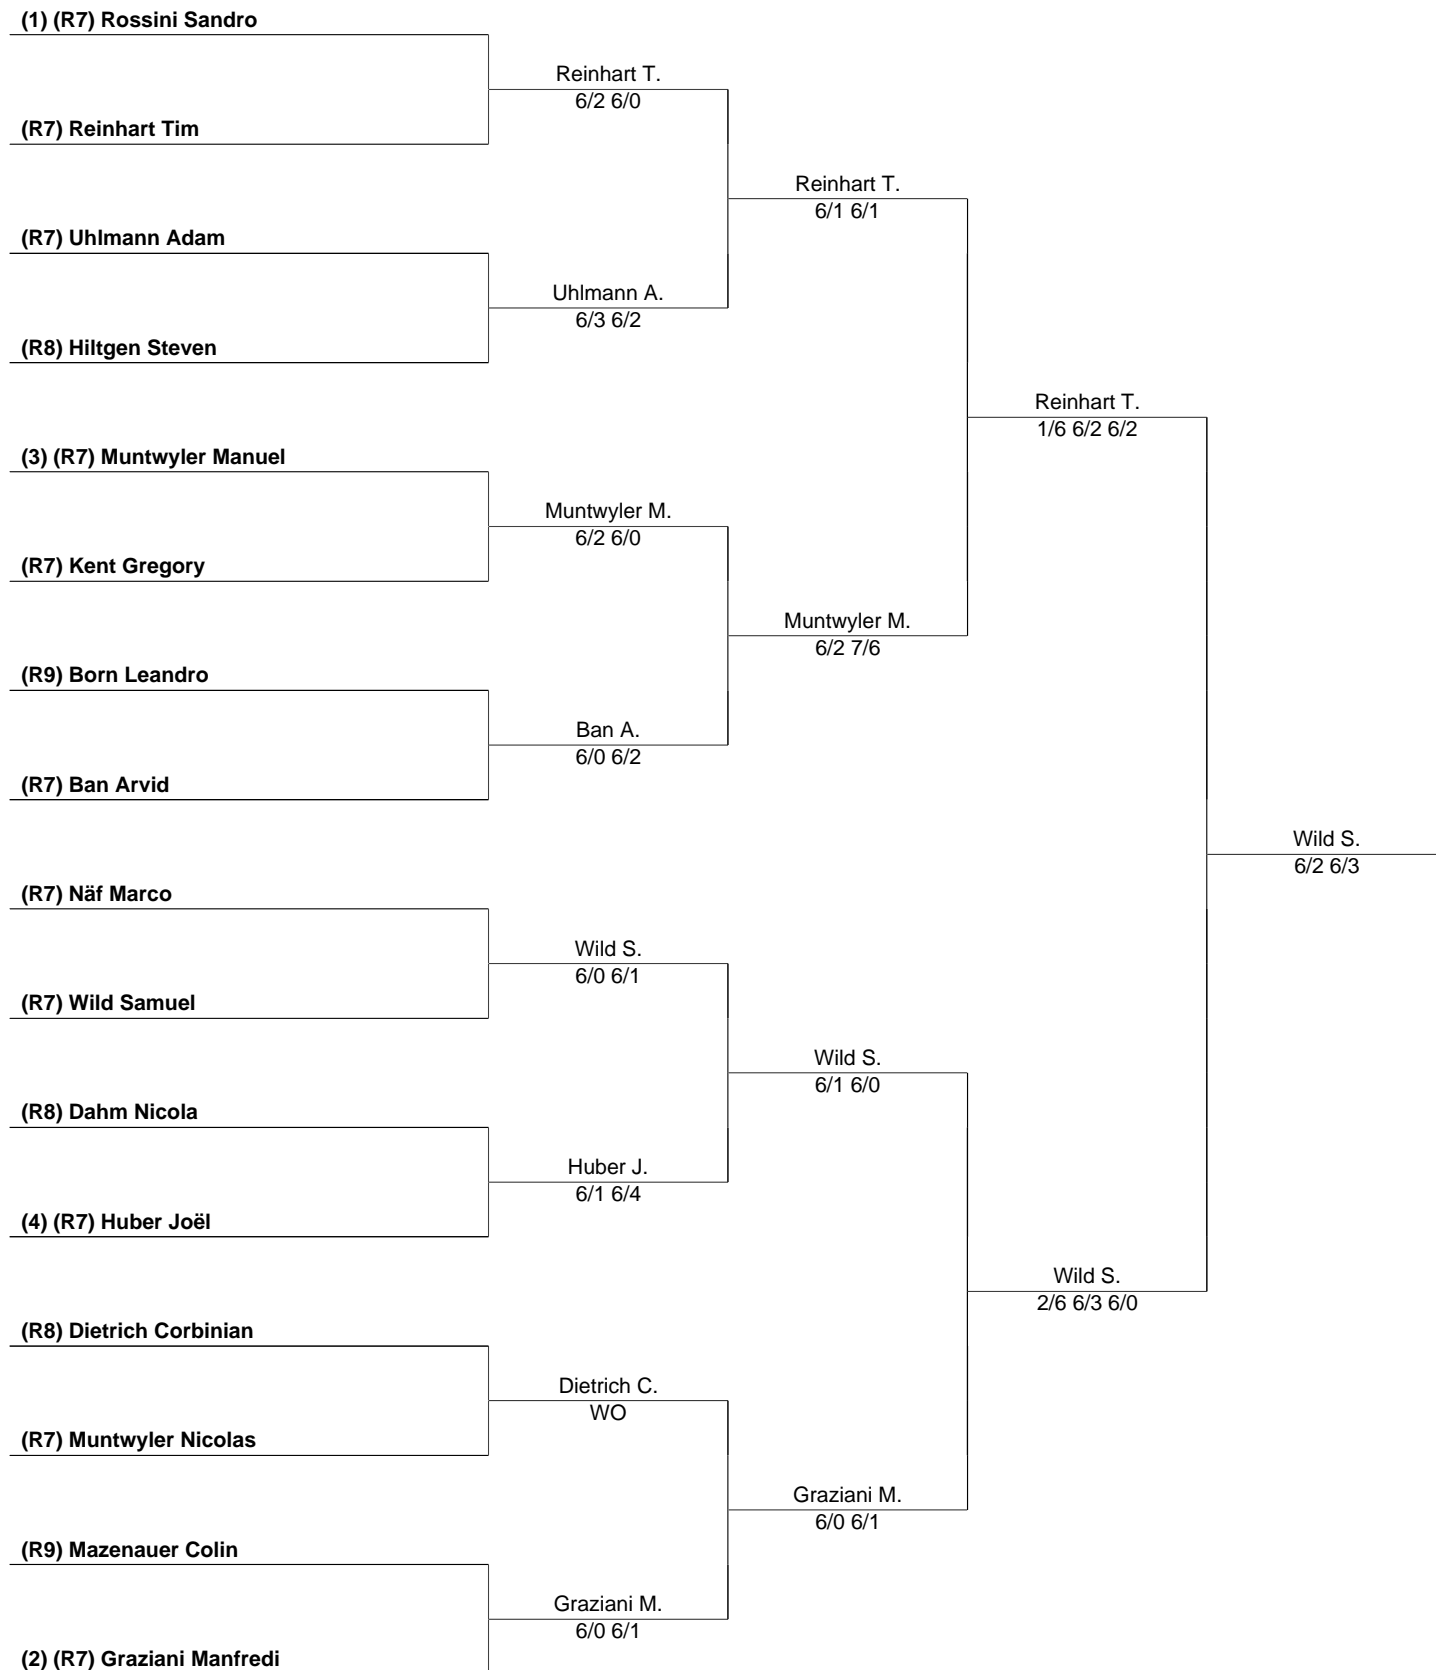 (1) (R7) Rossini Sandro
Reinhart T.
6/2 6/0
(R7) Reinhart Tim
Reinhart T.
6/1 6/1
(R7) Uhlmann Adam
Uhlmann A.
6/3 6/2
(R8) Hiltgen Steven
Reinhart T.
1/6 6/2 6/2
(3) (R7) Muntwyler Manuel
Muntwyler M.
6/2 6/0
(R7) Kent Gregory
Muntwyler M.
6/2 7/6
(R9) Born Leandro
Ban A.
6/0 6/2
(R7) Ban Arvid
Wild S.
6/2 6/3
(R7) Näf Marco
Wild S.
6/0 6/1
(R7) Wild Samuel
Wild S.
6/1 6/0
(R8) Dahm Nicola
Huber J.
6/1 6/4
(4) (R7) Huber Joël
Wild S.
2/6 6/3 6/0
(R8) Dietrich Corbinian
Dietrich C.
WO
(R7) Muntwyler Nicolas
Graziani M.
6/0 6/1
(R9) Mazenauer Colin
Graziani M.
6/0 6/1
(2) (R7) Graziani Manfredi